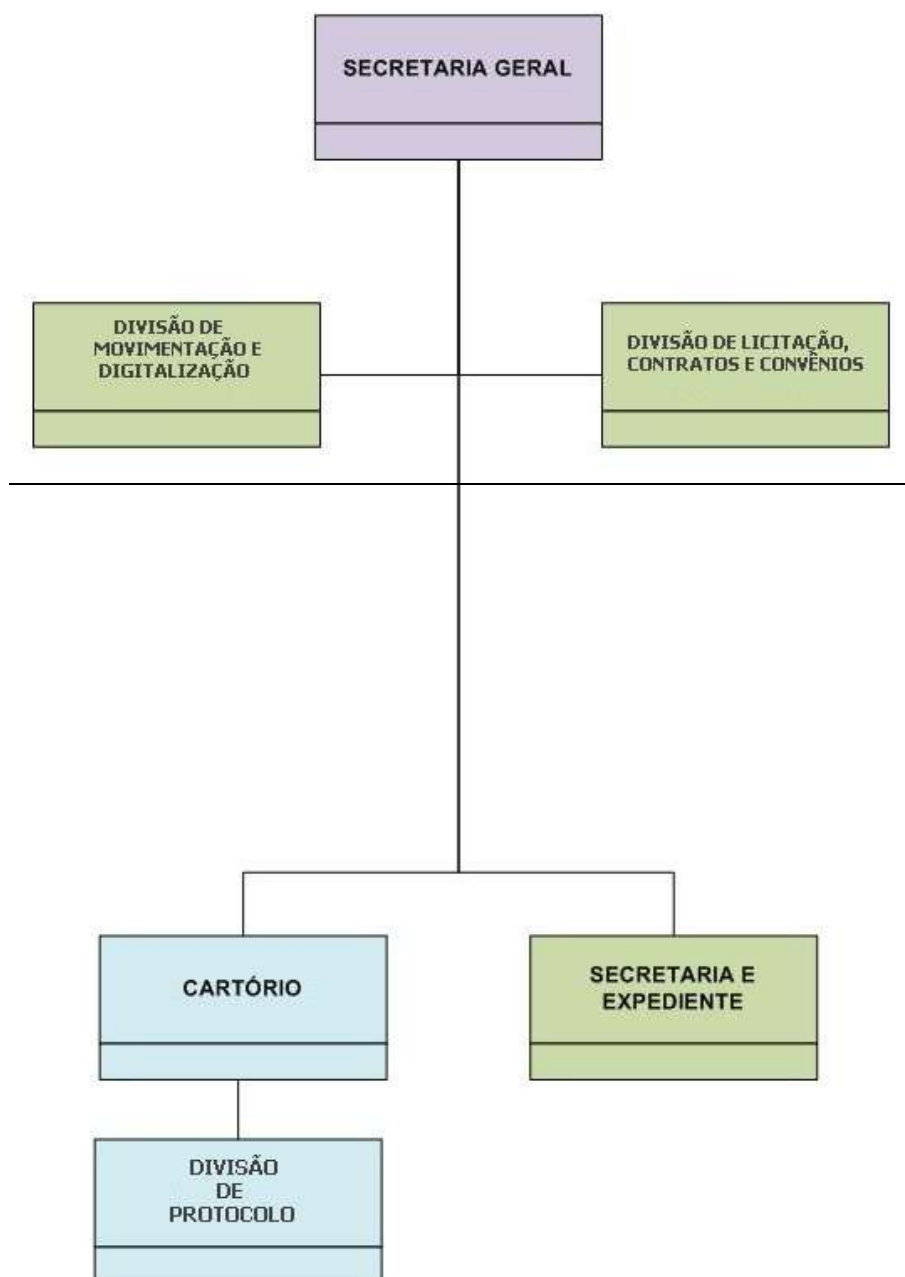 SECRETARIA GERAL
DIVISÃO DE
MOVIMENTAÇÃO E
DIGITALIZAÇÃO
DIVISÃO DE LICITAÇÃO,
CONTRATOS E CONVÊNIOS
CARTÓRIO
SECRETARIA E
EXPEDIENTE
DIVISÃO
DE
PROTOCOLO